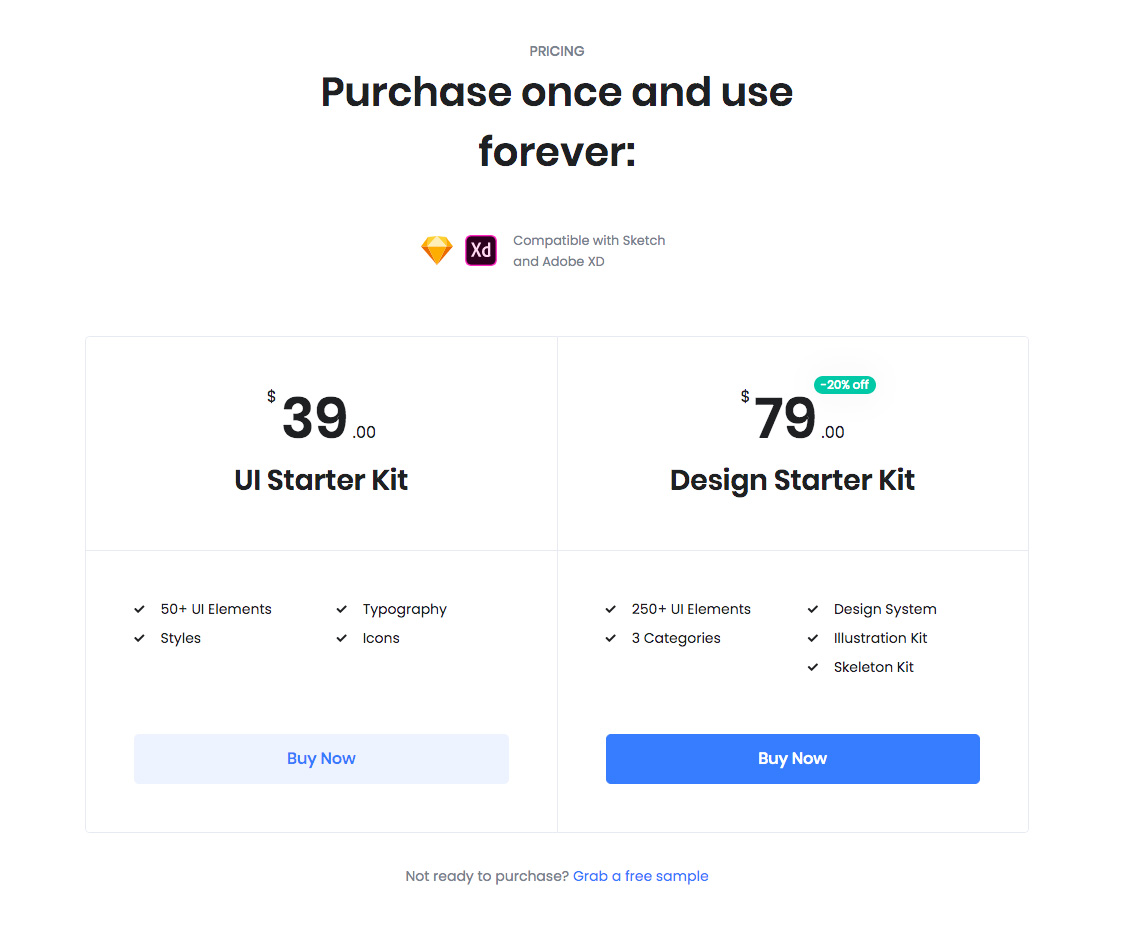 PRICING
Purchase once and use
forever:
Xd
Compatible with Sketch
and Adobe XD
$ 39 .00
UI Starter Kit
50+ UI Elements
Styles
Typography
Icons
Buy Now
$ 79 .00
-20% off
Design Starter Kit
250+ UI Elements
3 Categories
Design System
Illustration Kit
Skeleton Kit
Buy Now
Not ready to purchase? Grab a free sample